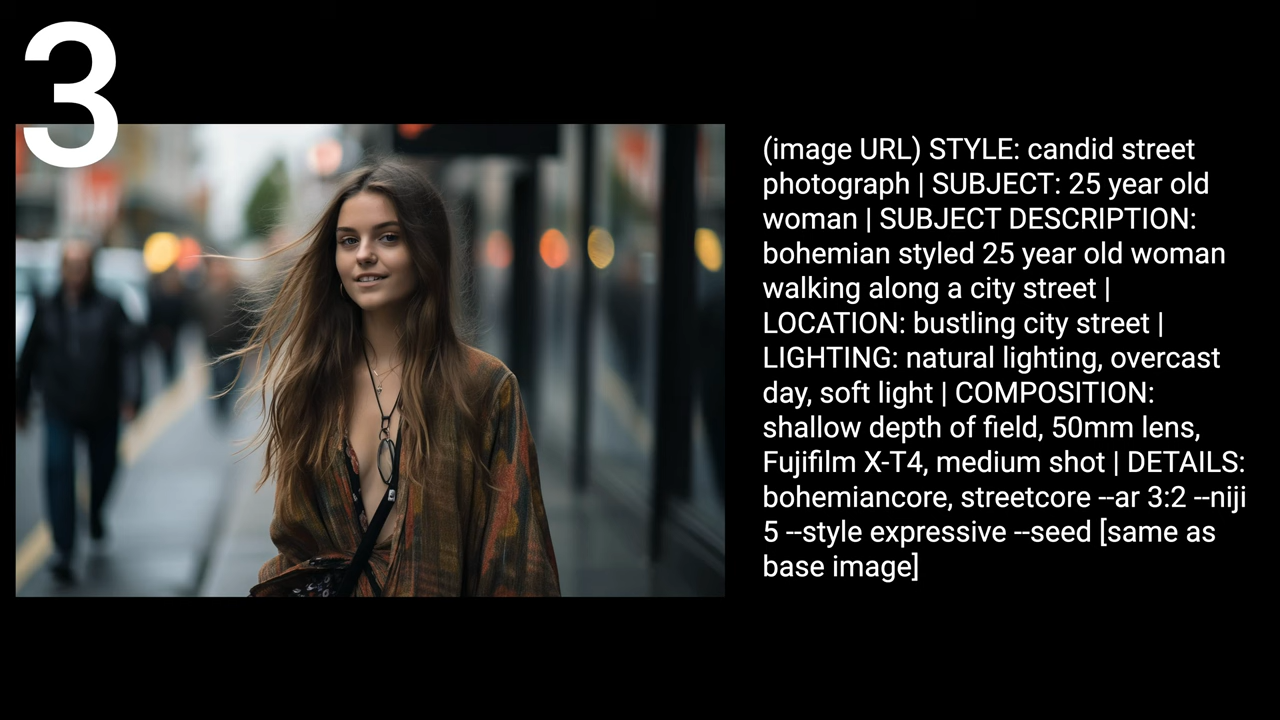 3
(image URL) STYLE: candid street
photograph | SUBJECT: 25 year old
woman | SUBJECT DESCRIPTION:
bohemian styled 25 year old woman
walking along a city street |
LOCATION: bustling city street |
LIGHTING: natural lighting, overcast
day, soft light | COMPOSITION:
shallow depth of field, 50mm lens,
Fujifilm X-T4, medium shot | DETAILS:
bohemiancore, streetcore --ar 3:2 --niji
5 --style expressive --seed [same as
base image]